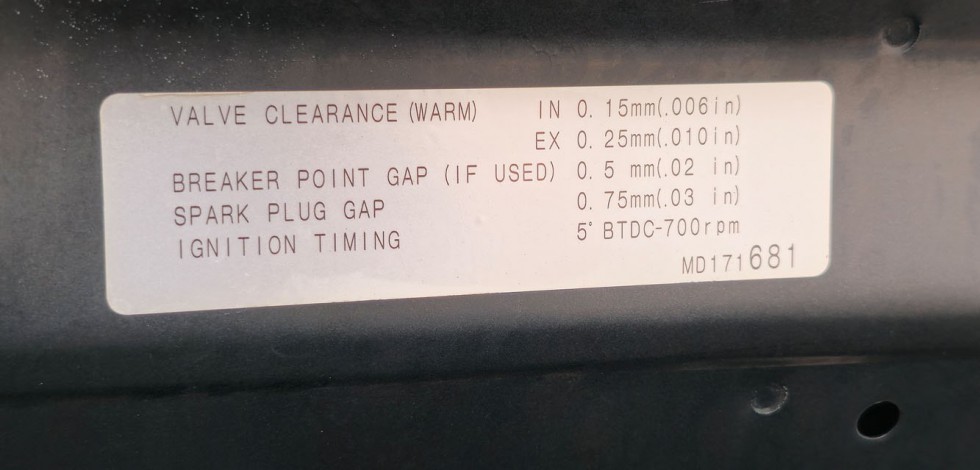 VALVE CLEARANCE (WARM) IN 0.15mm(.006in)
EX 0.25mm(.010in)
BREAKER POINT GAP (IF USED) 0.5 mm(.02 in)
SPARK PLUG GAP 0.75mm(.03 in)
IGNITION TIMING 5° BTDC-700rpm
MD171681